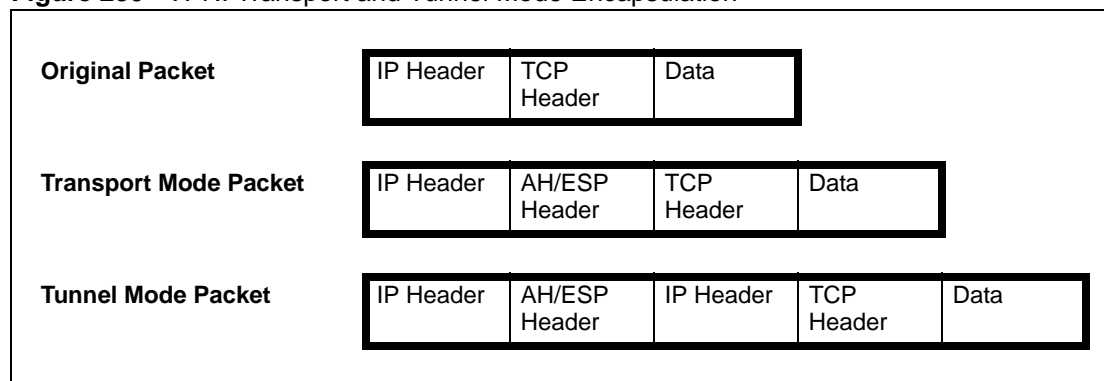 Original Packet
IP Header TCP Header Data
Transport Mode Packet
IP Header AH/ESP Header TCP Header Data
Tunnel Mode Packet
IP Header AH/ESP Header IP Header TCP Header Data